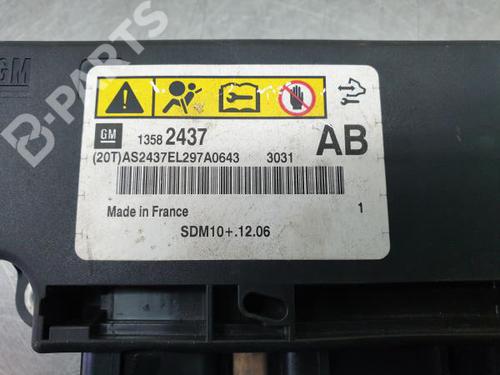 B-PARTS
GM
GM 1358 2437 AB
(20T)AS2437EL297A0643 3031
Made in France 1
SDM10+.12.06